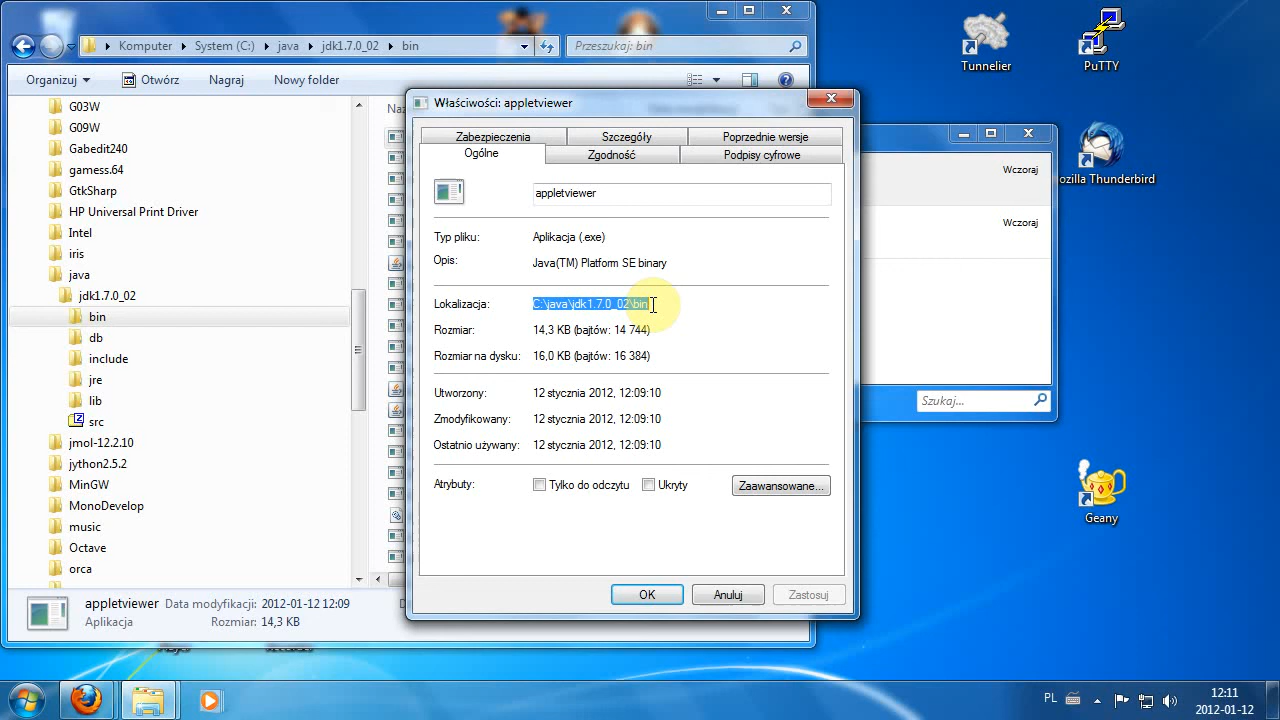 Komputer System (C:) java jdk1.7.0_02 bin
Przeszukaj: bin
Organizuj Otwórz Nagraj Nowy folder
G03W
G09W
Gabedit240
gamess.64
GtkSharp
HP Universal Print Driver
Intel
iris
java
jdk1.7.0_02
bin
db
include
jre
lib
src
jmol-12.2.10
jython2.5.2
MinGW
MonoDevelop
music
Octave
orca
appletviewer Data modyfikacji: 2012-01-12 12:09
Aplikacja Rozmiar: 14,3 KB
Właściwości: appletviewer
Zabezpieczenia Szczegóły Poprzednie wersje
Ogólne Zgodność Podpisy cyfrowe
appletviewer
Typ pliku: Aplikacja (.exe)
Opis: Java(TM) Platform SE binary
Lokalizacja: C:\java\jdk1.7.0_02\bin
Rozmiar: 14,3 KB (bajtów: 14 744)
Rozmiar na dysku: 16,0 KB (bajtów: 16 384)
Utworzony: 12 stycznia 2012, 12:09:10
Zmodyfikowany: 12 stycznia 2012, 12:09:10
Ostatnio używany: 12 stycznia 2012, 12:09:10
Atrybuty: Tylko do odczytu Ukryty Zaawansowane...
OK Anuluj Zastosuj
Wczoraj
Wczoraj
Szukaj...
Tunnelier
PuTTY
ozilla Thunderbird
Geany
PL
12:11
2012-01-12